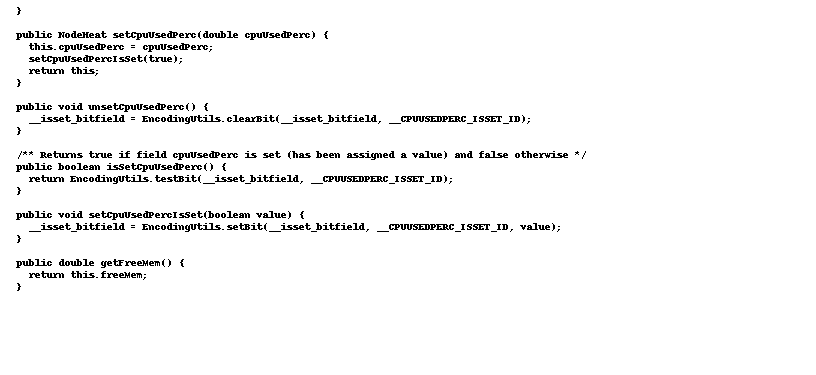 }

public NodeHeat setCpuUsedPerc(double cpuUsedPerc) {
  this.cpuUsedPerc = cpuUsedPerc;
  setCpuUsedPercIsSet(true);
  return this;
}

public void unsetCpuUsedPerc() {
  __isset_bitfield = EncodingUtils.clearBit(__isset_bitfield, __CPUUSEDPERC_ISSET_ID);
}

/** Returns true if field cpuUsedPerc is set (has been assigned a value) and false otherwise */
public boolean isSetCpuUsedPerc() {
  return EncodingUtils.testBit(__isset_bitfield, __CPUUSEDPERC_ISSET_ID);
}

public void setCpuUsedPercIsSet(boolean value) {
  __isset_bitfield = EncodingUtils.setBit(__isset_bitfield, __CPUUSEDPERC_ISSET_ID, value);
}

public double getFreeMem() {
  return this.freeMem;
}